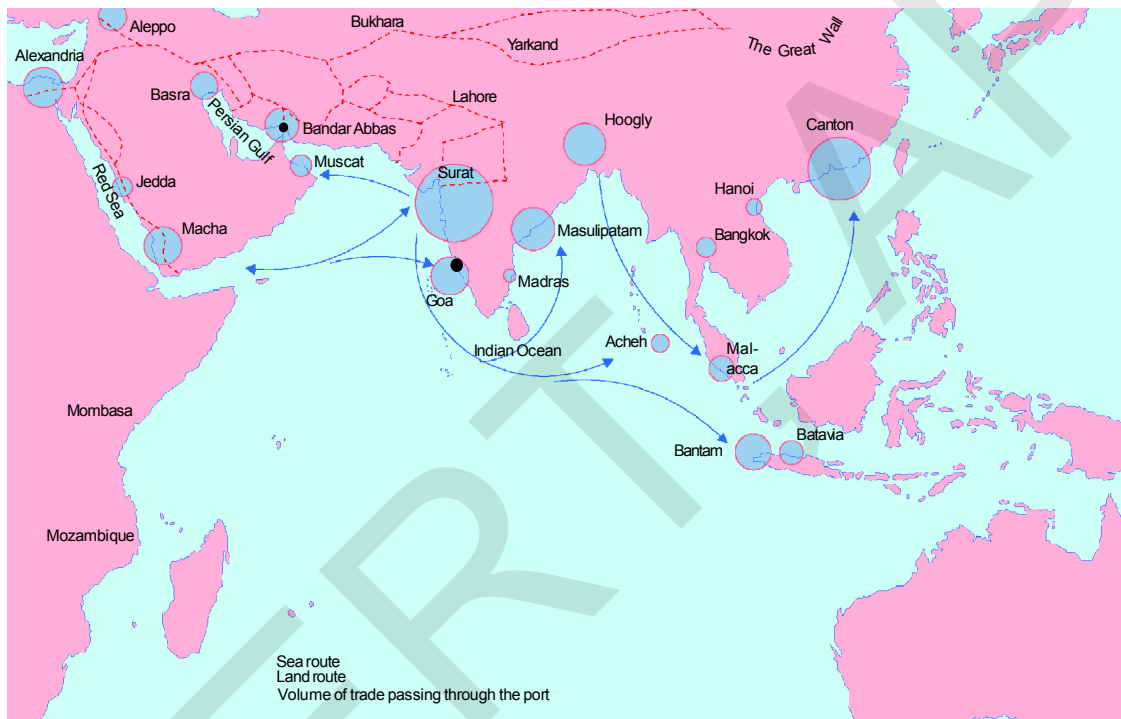 Bukhara
Aleppo
Yarkand
The Great Wall
Alexandria
Basra
Lahore
Persian Gulf
Bandar Abbas
Hoogly
Canton
Muscat
Surat
Red Sea
Jedda
Hanoi
Macha
Masulipatam
Bangkok
Goa
Madras
Indian Ocean
Acheh
Mal-
acca
Mombasa
Bantam
Batavia
Mozambique
Sea route
Land route
Volume of trade passing through the port